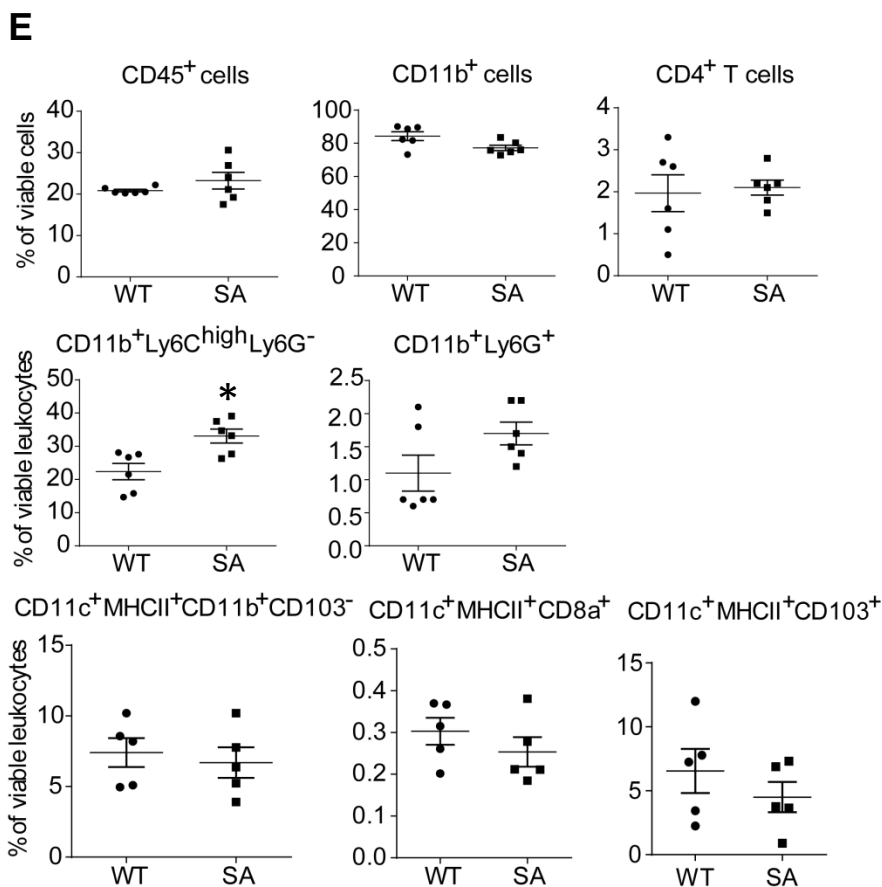 E
CD45⁺ cells
CD11b⁺ cells
CD4⁺ T cells
% of viable cells
40
30
20
10
0
WT
SA
100
80
60
40
20
0
WT
SA
4
3
2
1
0
WT
SA
CD11b⁺Ly6C^high Ly6G⁻
CD11b⁺Ly6G⁺
% of viable leukocytes
50
40
30
20
10
0
*
WT
SA
2.5
2.0
1.5
1.0
0.5
0.0
WT
SA
CD11c⁺MHCII⁺CD11b⁺CD103⁻
CD11c⁺MHCII⁺CD8a⁺
CD11c⁺MHCII⁺CD103⁺
% of viable leukocytes
15
10
5
0
WT
SA
0.5
0.4
0.3
0.2
0.1
0.0
WT
SA
15
10
5
0
WT
SA